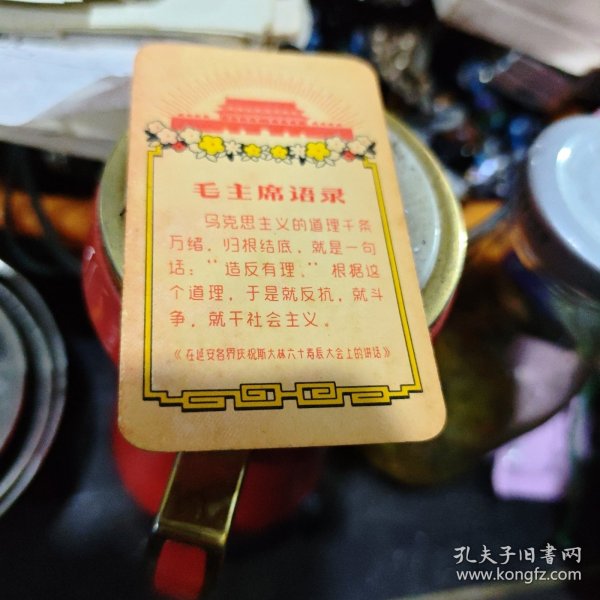 毛主席语录
马克思主义的道理千条
万绪，归根结底，就是一句
话：“造反有理，”根据这
个道理，于是就反抗，就斗
争，就干社会主义。
《在延安各界庆祝斯大林六十寿辰大会上的讲话》
孔夫子旧書网
www.kongfz.com